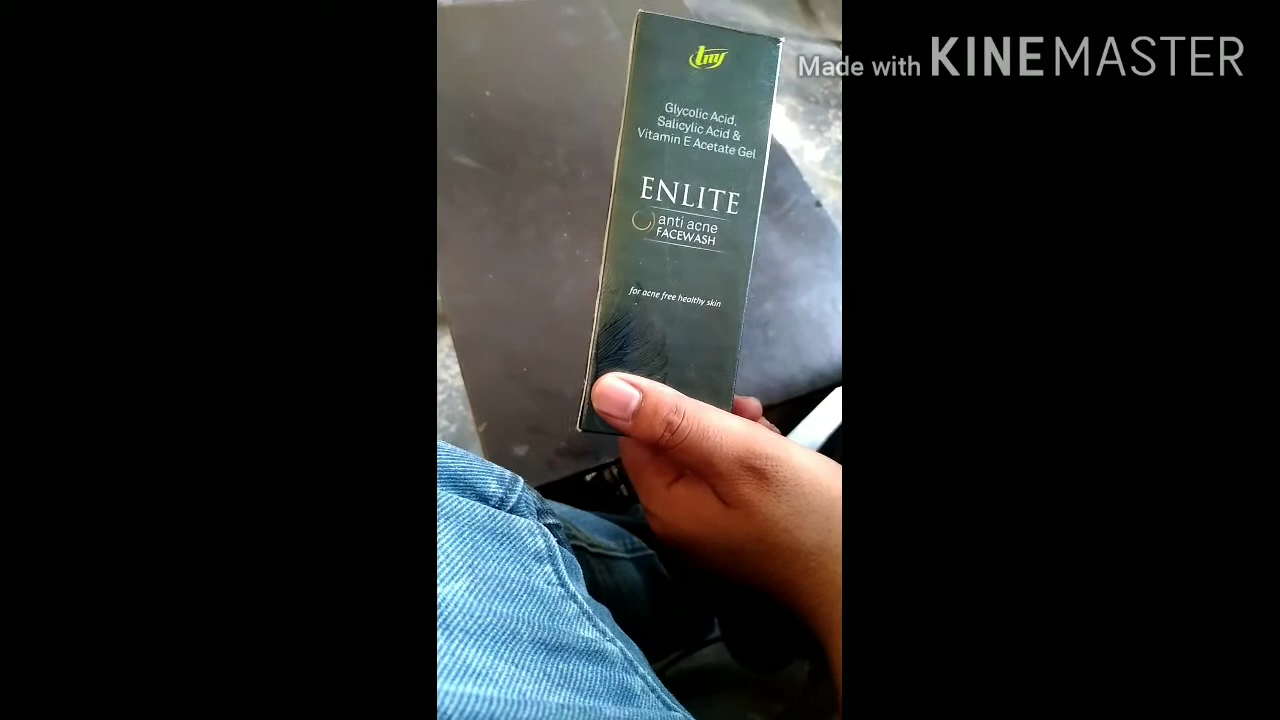 Made with KINEMASTER
Glycolic Acid,
Salicylic Acid &
Vitamin E Acetate Gel
ENLITE
anti acne
FACEWASH
for acne free healthy skin